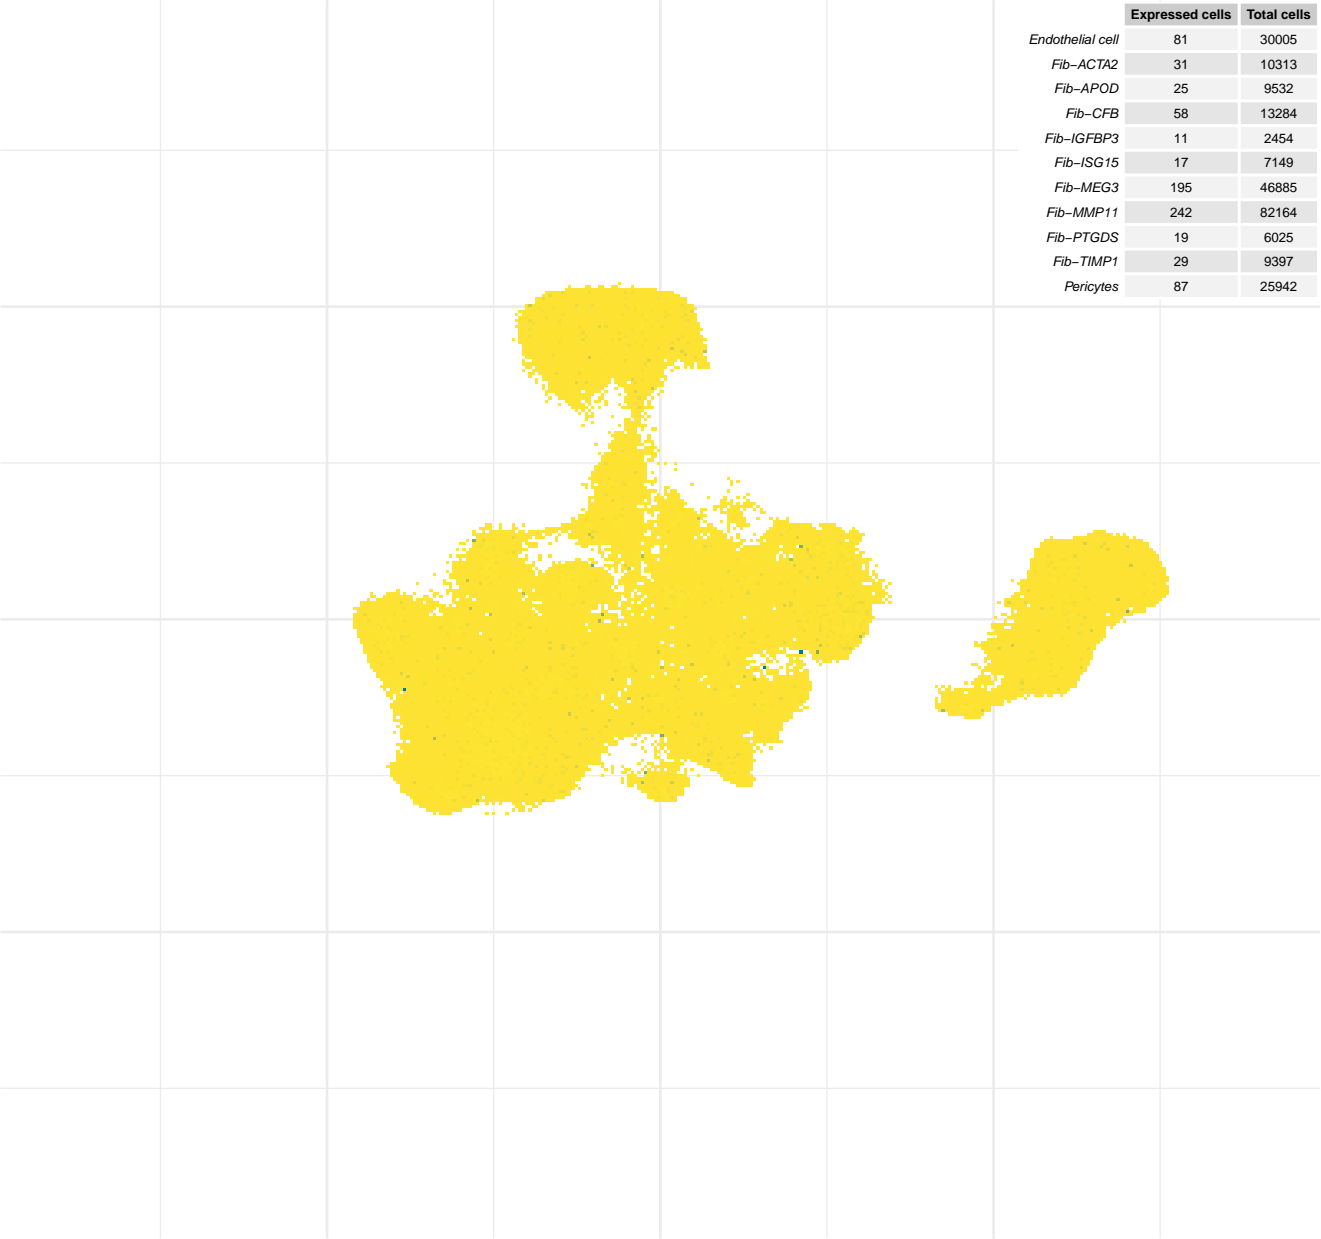 Expressed cells Total cells
Endothelial cell 81 30005
Fib−ACTA2 31 10313
Fib−APOD 25 9532
Fib−CFB 58 13284
Fib−IGFBP3 11 2454
Fib−ISG15 17 7149
Fib−MEG3 195 46885
Fib−MMP11 242 82164
Fib−PTGDS 19 6025
Fib−TIMP1 29 9397
Pericytes 87 25942